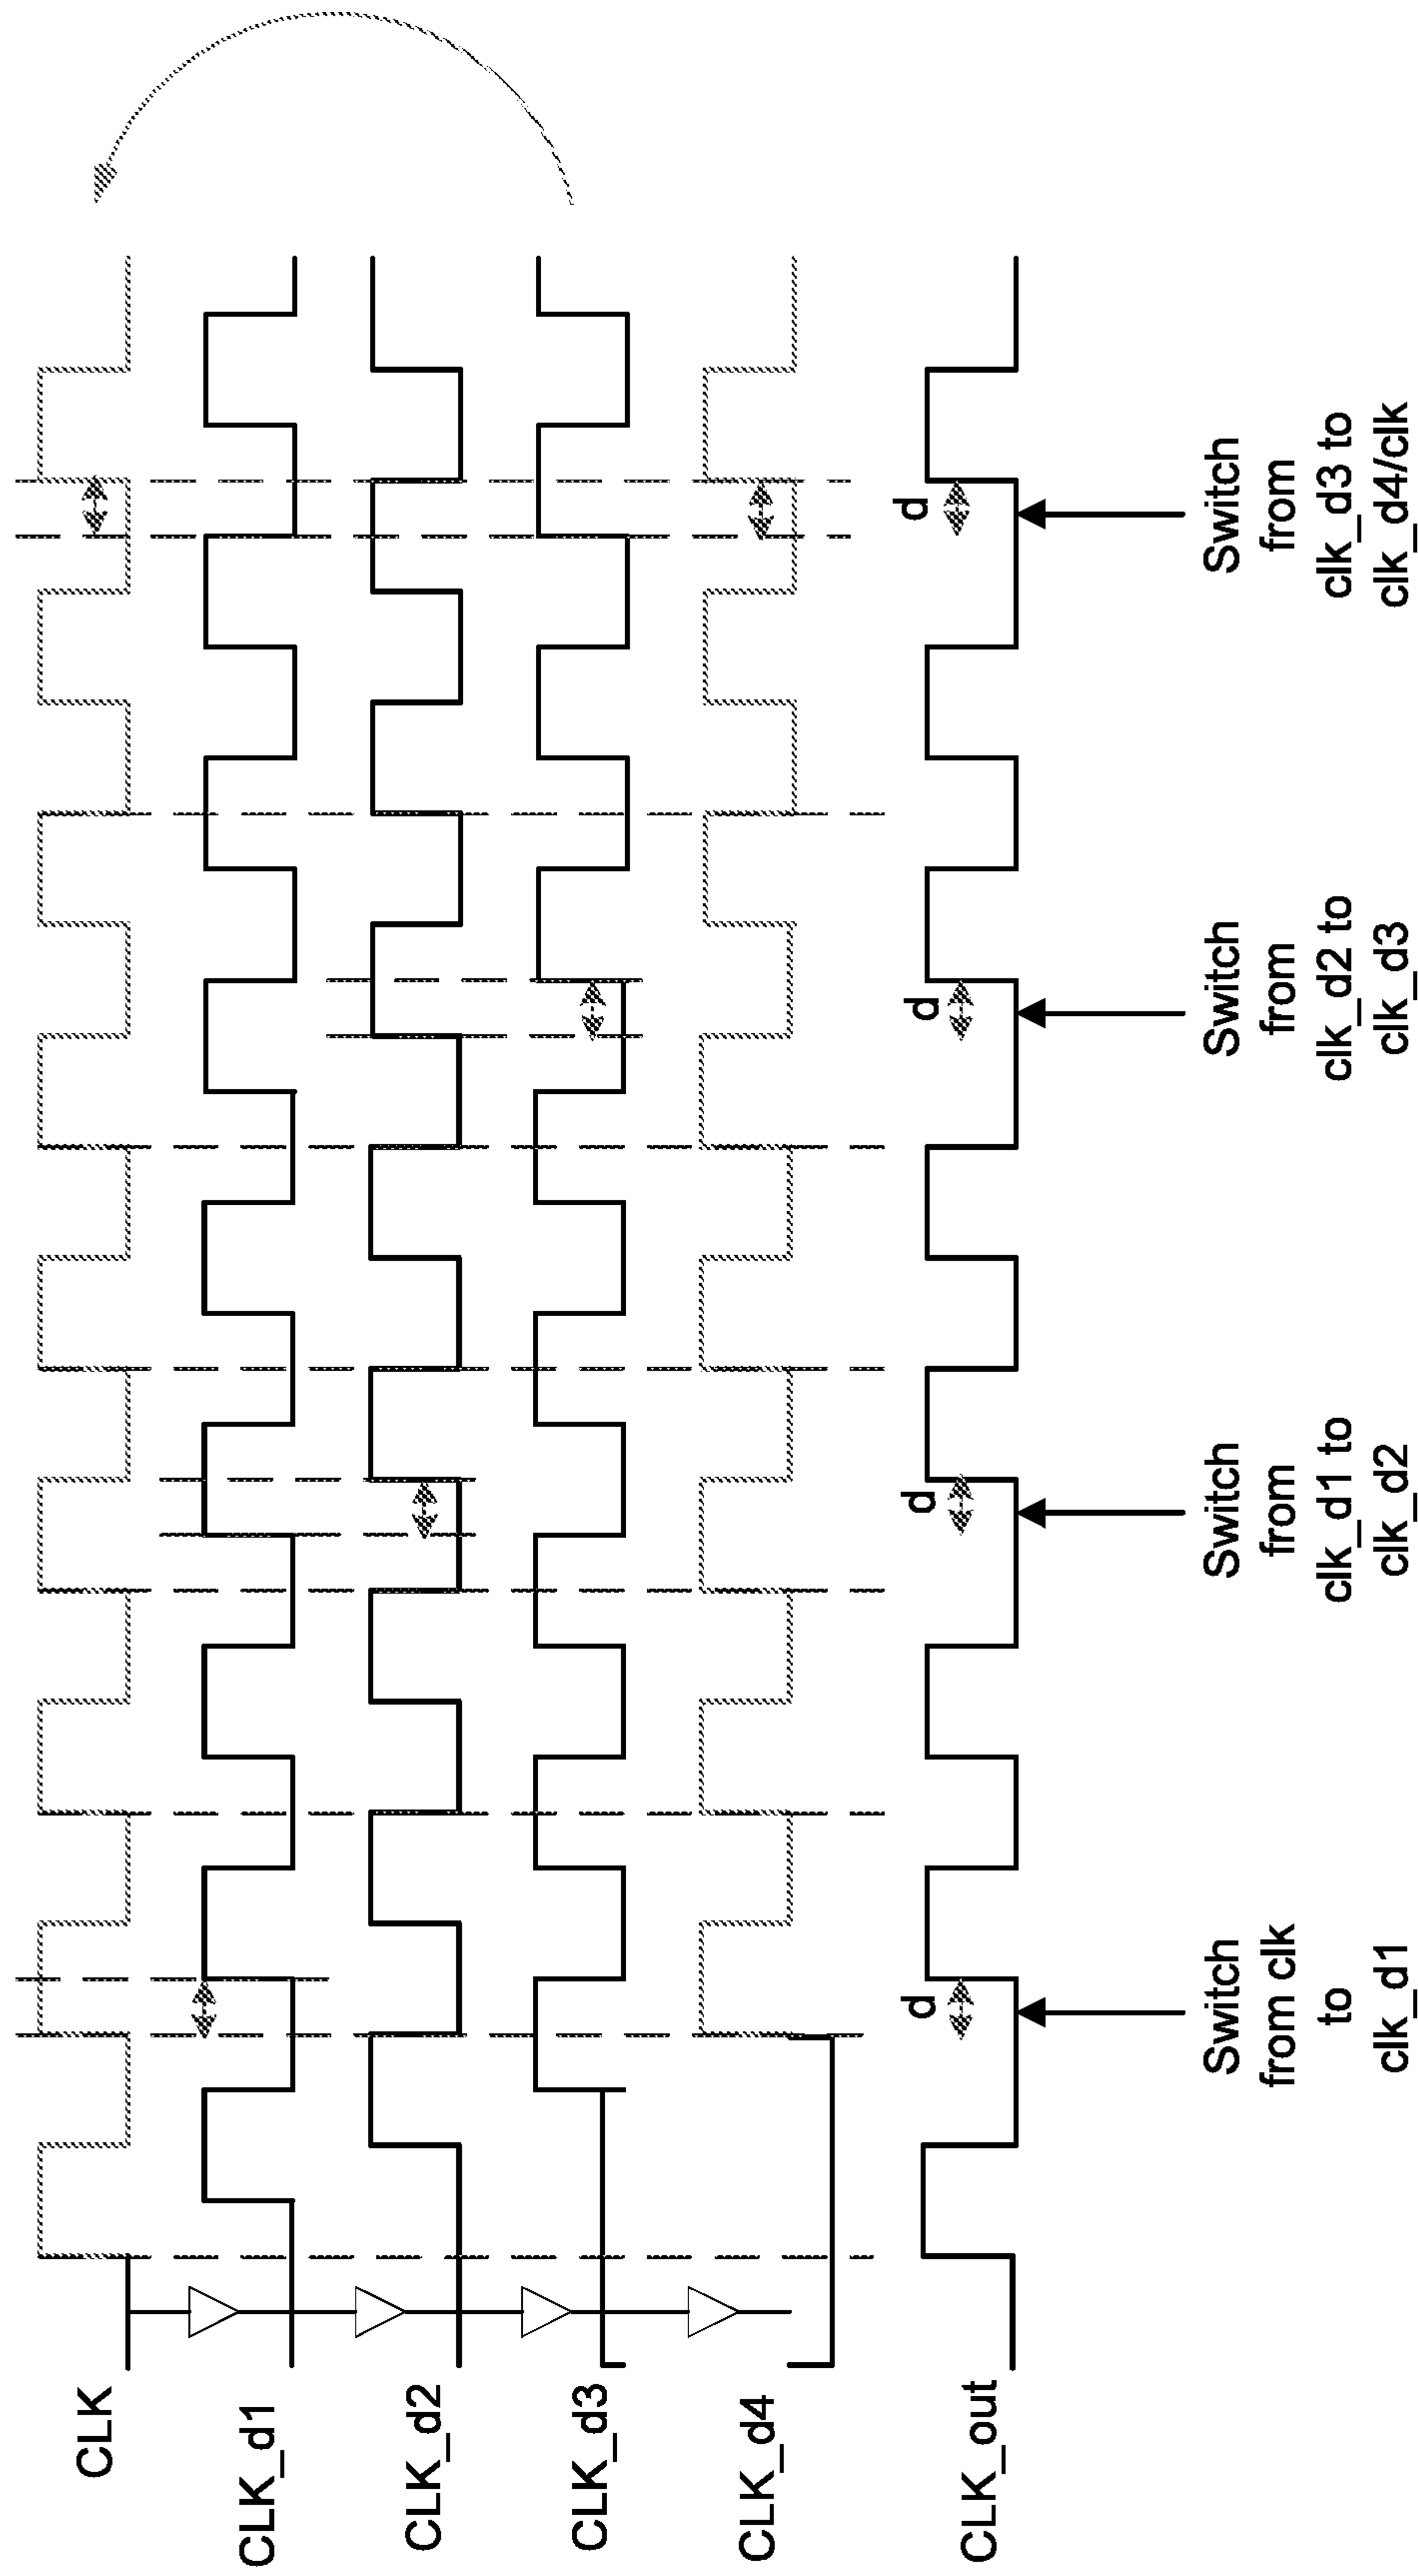 CLK
CLK_d1
CLK_d2
CLK_d3
CLK_d4
CLK_out
d
d
d
d
Switch
from clk
to
clk_d1
Switch
from
clk_d1 to
clk_d2
Switch
from
clk_d2 to
clk_d3
Switch
from
clk_d3 to
clk_d4/clk